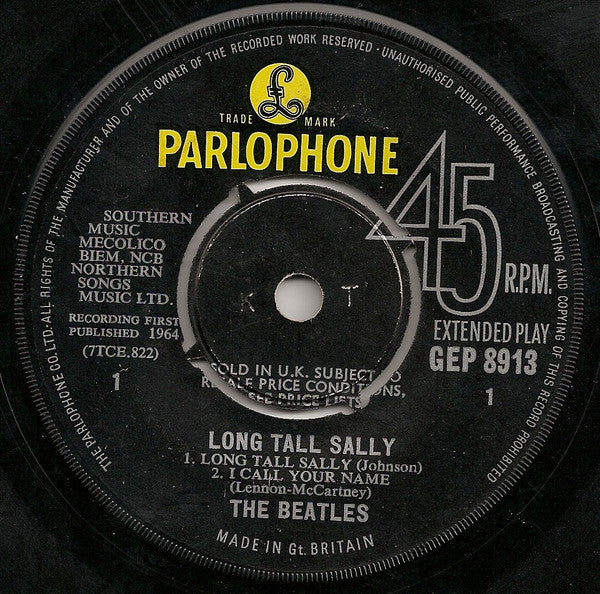 THE PARLOPHONE CO.LTD. ALL RIGHTS OF THE MANUFACTURER AND OF THE OWNER OF THE RECORDED WORK RESERVED · UNAUTHORISED PUBLIC PERFORMANCE BROADCASTING AND COPYING OF THIS RECORD PROHIBITED
£
TRADE MARK
PARLOPHONE
45
R.P.M.
EXTENDED PLAY
GEP 8913
1
SOUTHERN
MUSIC
MECOLICO
BIEM, NCB
NORTHERN
SONGS
MUSIC LTD.
RECORDING FIRST
PUBLISHED 1964
(7TCE.822)
1
K T
SOLD IN U.K. SUBJECT TO
RESALE PRICE CONDITIONS,
SEE PRICE LISTS
LONG TALL SALLY
1. LONG TALL SALLY (Johnson)
2. I CALL YOUR NAME
(Lennon-McCartney)
THE BEATLES
MADE IN Gt. BRITAIN